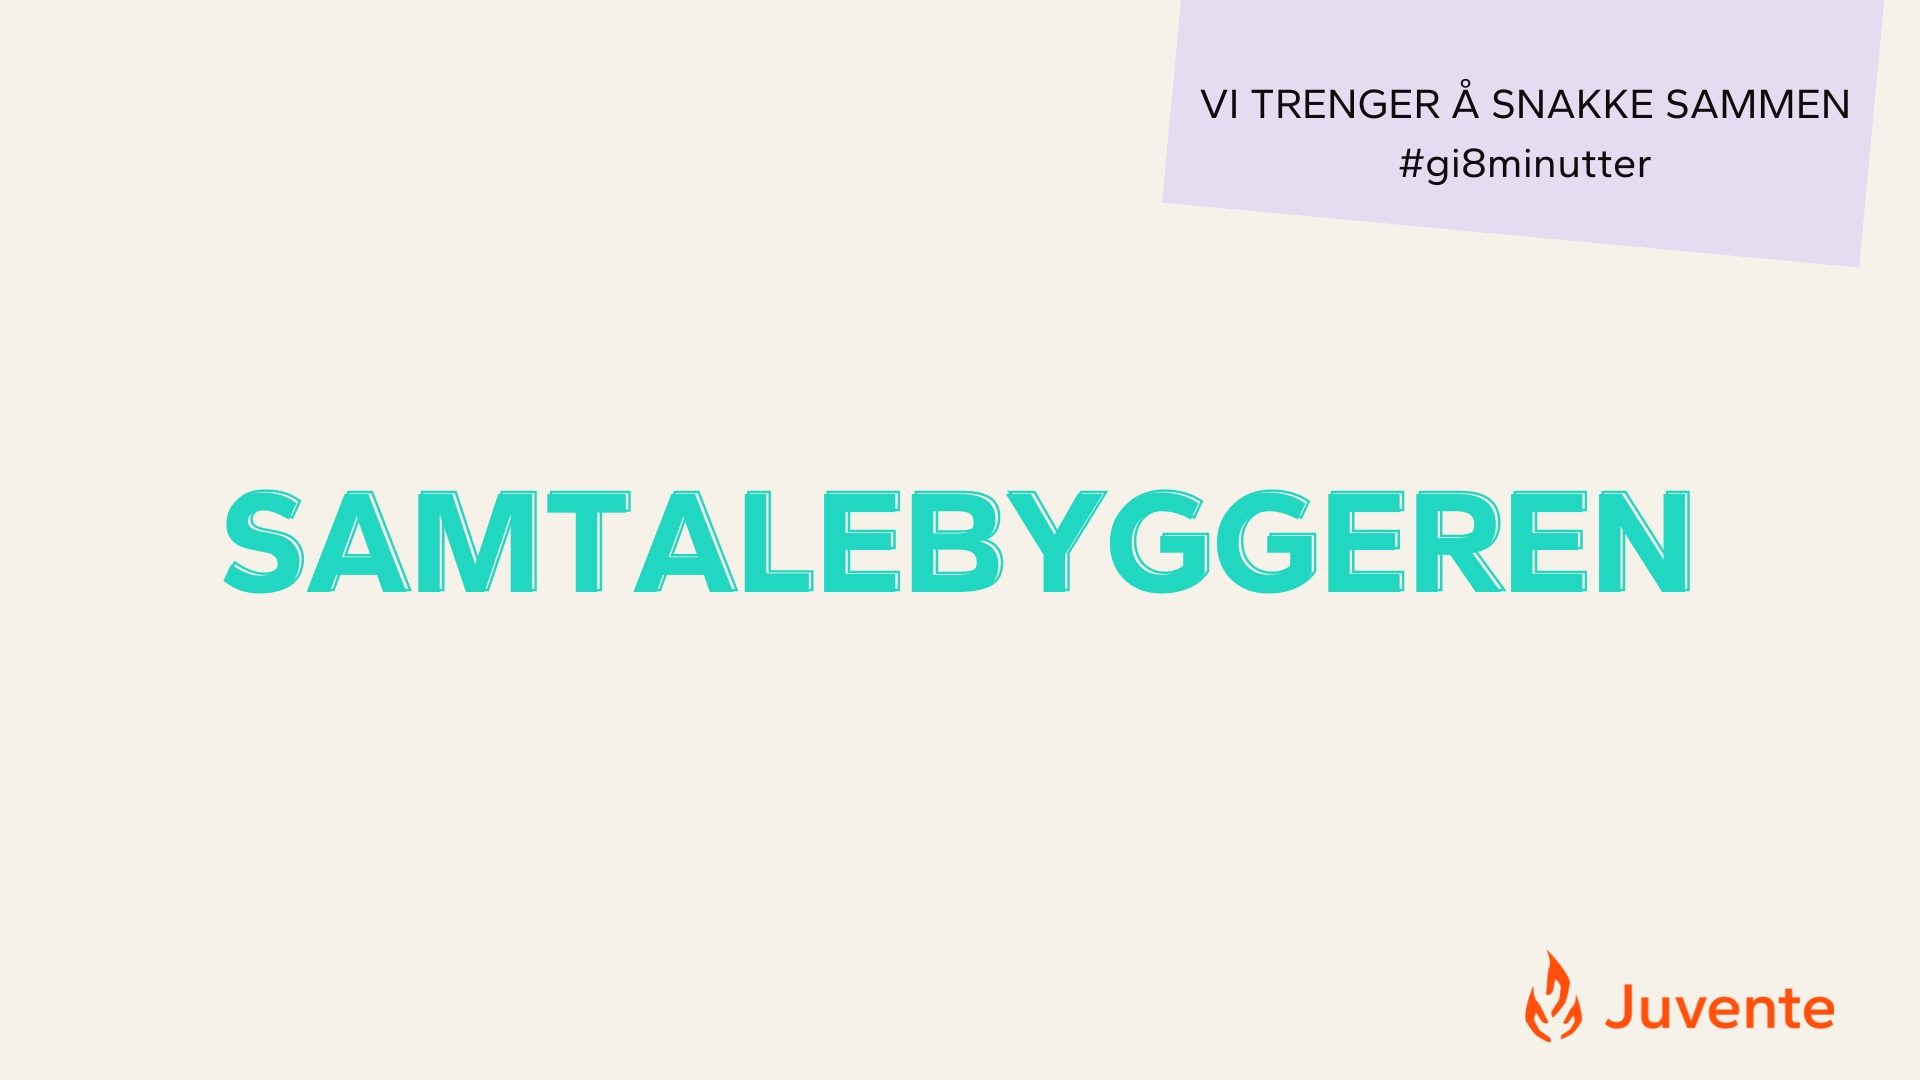 VI TRENGER Å SNAKKE SAMMEN
#gi8minutter
SAMTALEBYGGEREN
Juvente